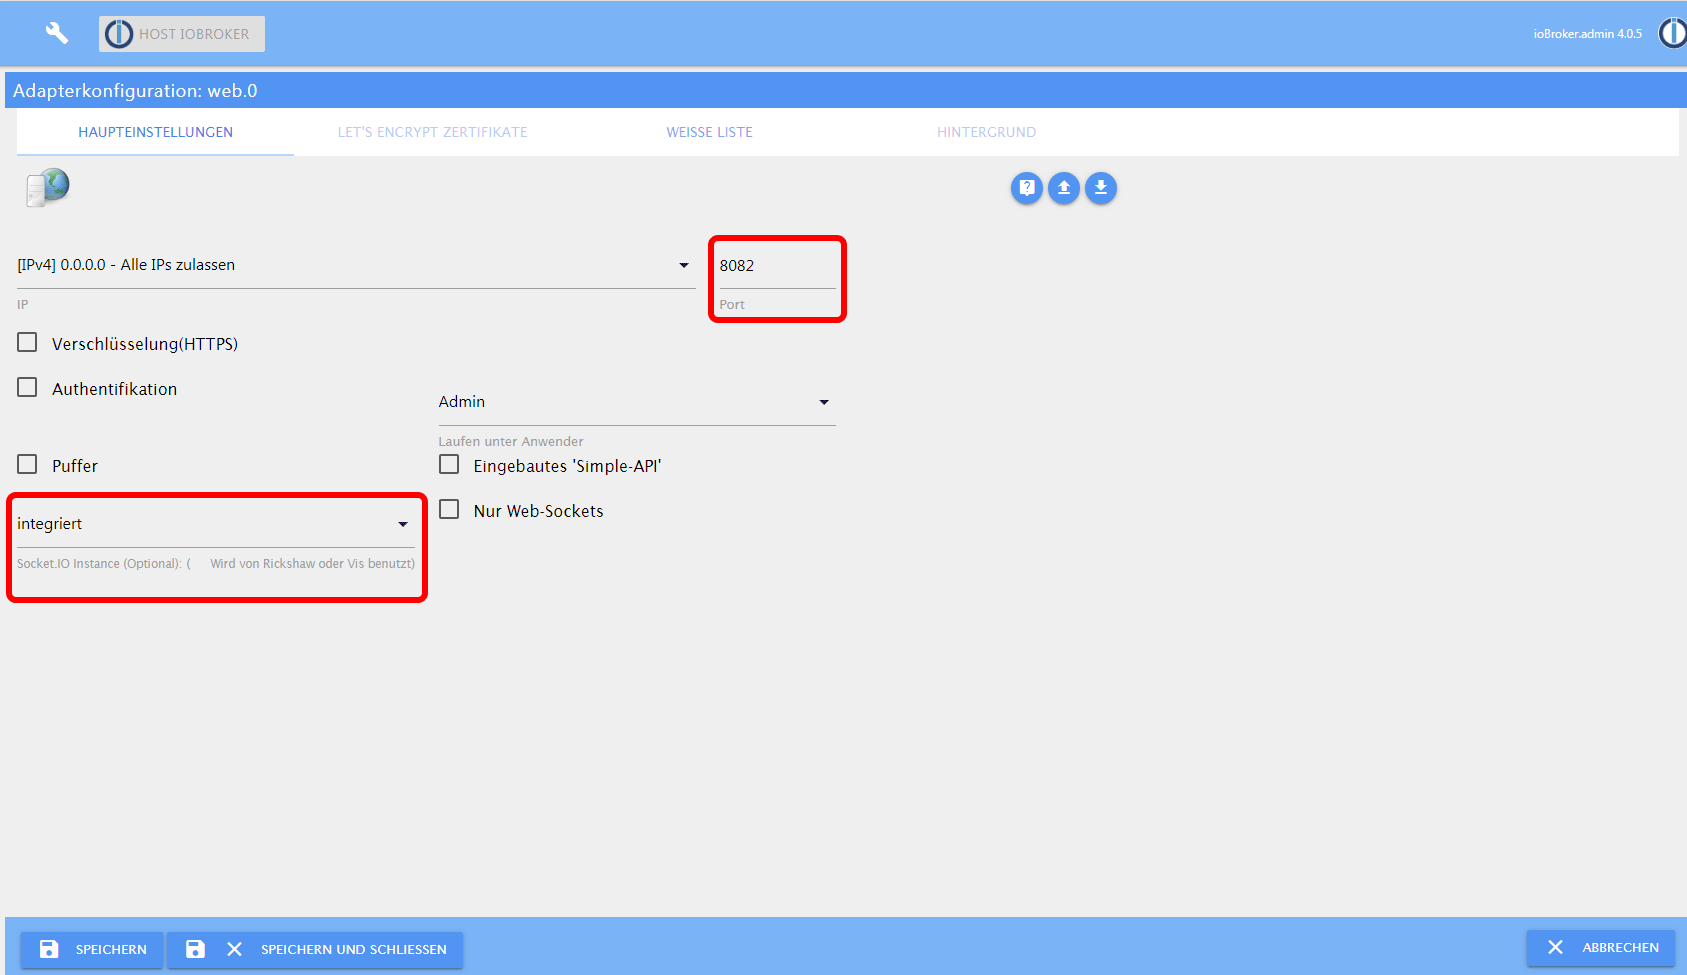 HOST IOBROKER
ioBroker.admin 4.0.5
Adapterkonfiguration: web.0
HAUPTEINSTELLUNGEN LET'S ENCRYPT ZERTIFIKATE WEISSE LISTE HINTERGRUND
[IPv4] 0.0.0.0 - Alle IPs zulassen 8082
IP Port
Verschlüsselung(HTTPS)
Authentifikation
Admin
Laufen unter Anwender
Puffer Eingebautes 'Simple-API'
Nur Web-Sockets
integriert
Socket.IO Instance (Optional): ( Wird von Rickshaw oder Vis benutzt)
SPEICHERN SPEICHERN UND SCHLIESSEN ABBRECHEN